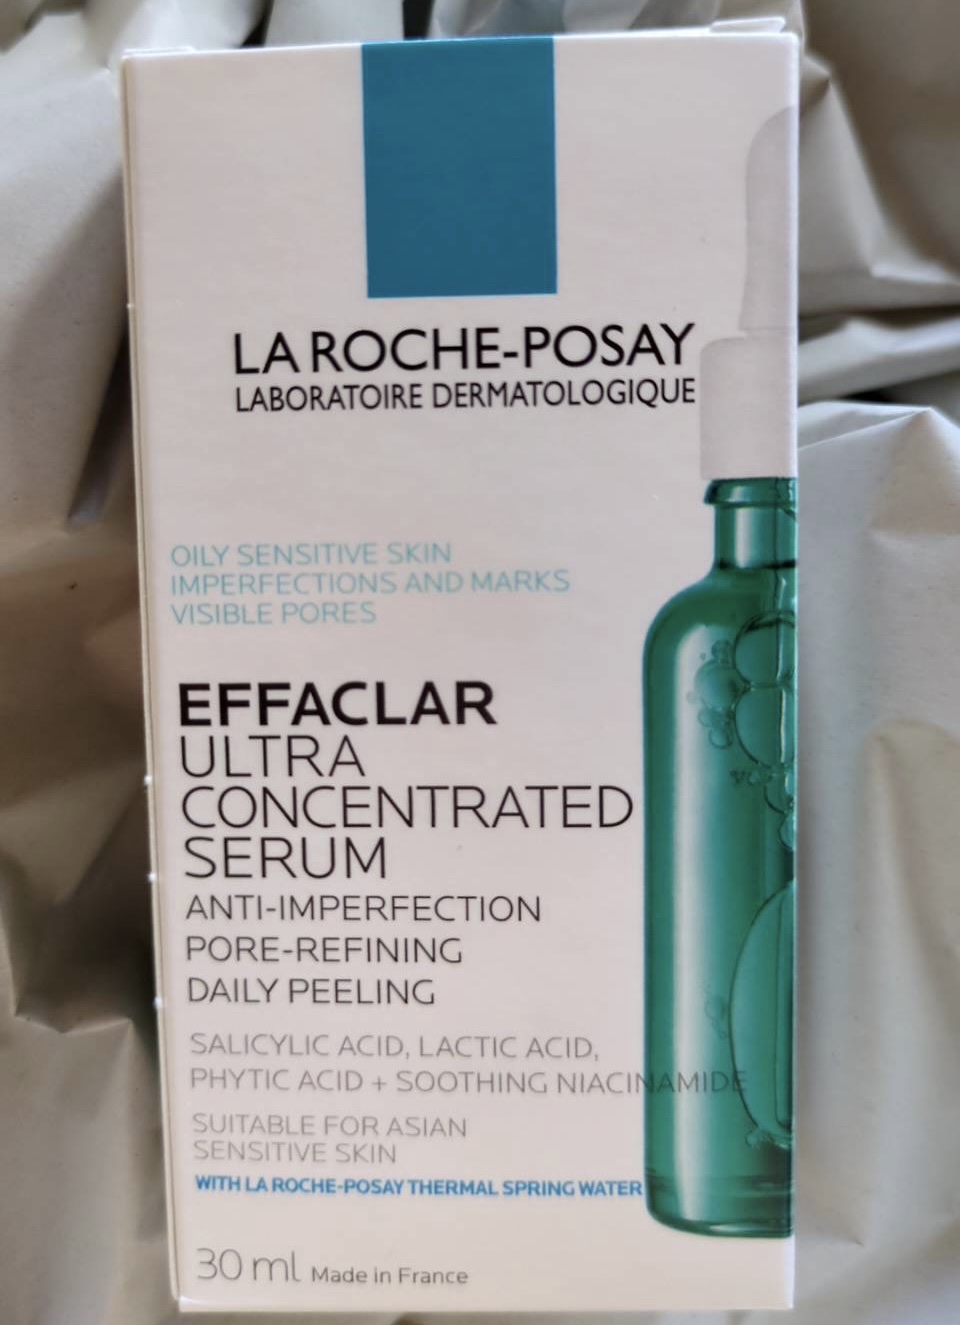 LA ROCHE-POSAY
LABORATOIRE DERMATOLOGIQUE
OILY SENSITIVE SKIN
IMPERFECTIONS AND MARKS
VISIBLE PORES
EFFACLAR
ULTRA
CONCENTRATED
SERUM
ANTI-IMPERFECTION
PORE-REFINING
DAILY PEELING
SALICYLIC ACID, LACTIC ACID,
PHYTIC ACID + SOOTHING NIACINAMIDE
SUITABLE FOR ASIAN
SENSITIVE SKIN
WITH LA ROCHE-POSAY THERMAL SPRING WATER
30 ml Made in France